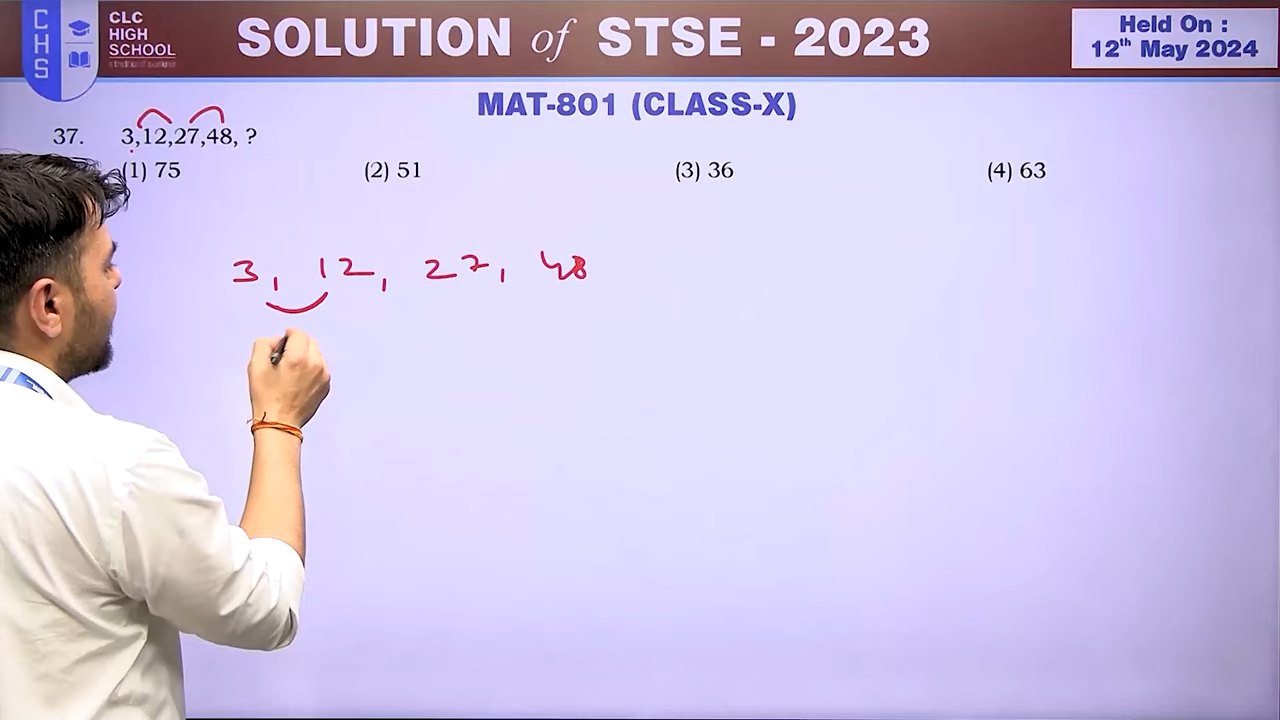 CHS
CLC
HIGH
SCHOOL
SOLUTION of STSE - 2023
Held On :
12th May 2024
MAT-801 (CLASS-X)
37. 3,12,27,48, ?
(1) 75 (2) 51 (3) 36 (4) 63
3, 12, 27, 48